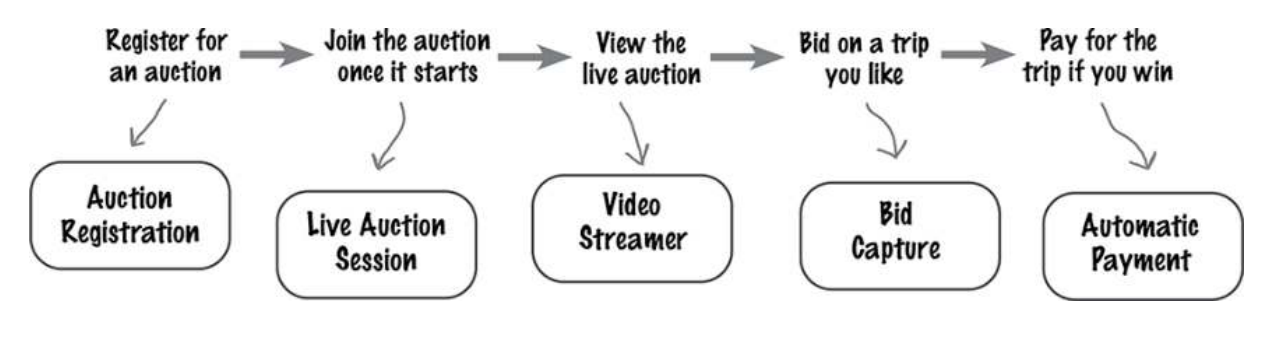 Register for
an auction
Join the auction
once it starts
View the
live auction
Bid on a trip
you like
Pay for the
trip if you win
Auction
Registration
Live Auction
Session
Video
Streamer
Bid
Capture
Automatic
Payment